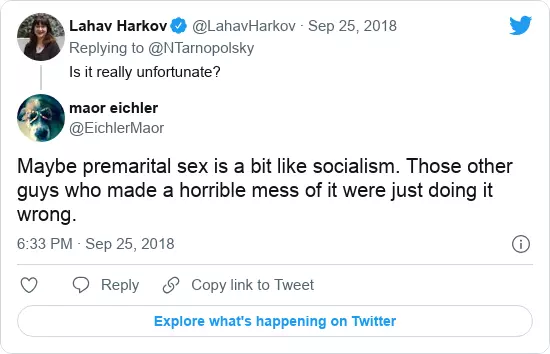 Lahav Harkov @LahavHarkov · Sep 25, 2018
Replying to @NTarnopolsky
Is it really unfortunate?
maor eichler
@EichlerMaor
Maybe premarital sex is a bit like socialism. Those other
guys who made a horrible mess of it were just doing it
wrong.
6:33 PM · Sep 25, 2018
Reply Copy link to Tweet
Explore what's happening on Twitter